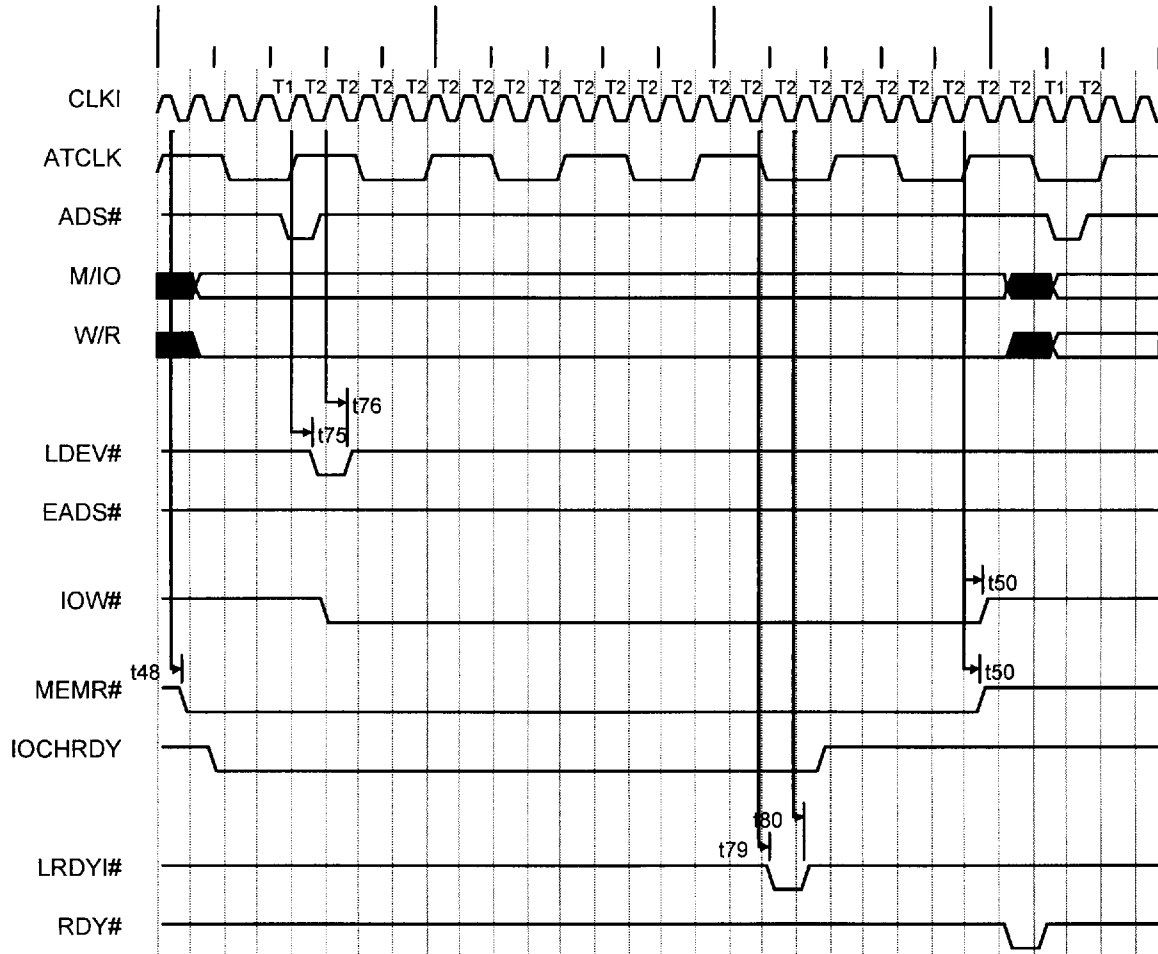 T1 T2 T2 T2 T2 T2 T2 T2 T2 T2 T2 T2 T2 T2 T2 T2 T2 T2 T2 T2 T2 T2 T2 T1 T2
CLKI
ATCLK
ADS#
M/IO
W/R
t76
t75
LDEV#
EADS#
t50
IOW#
t48
t50
MEMR#
IOCHRDY
t80
t79
LRDYI#
RDY#